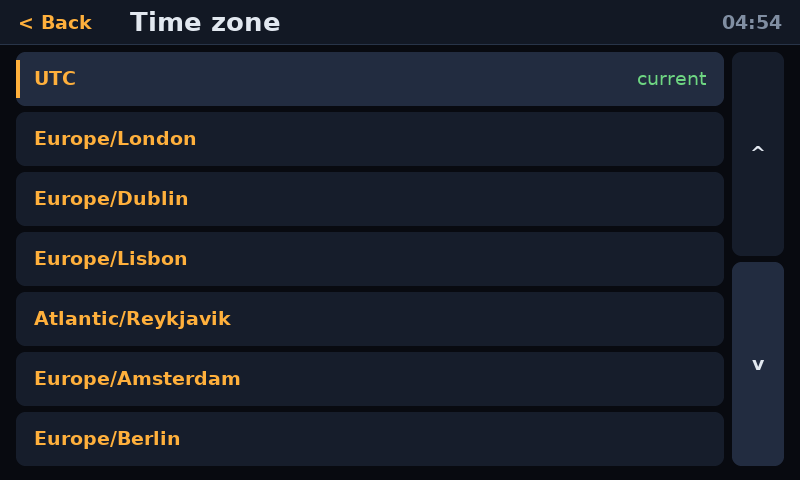 < Back Time zone 04:54
UTC current
^
Europe/London
Europe/Dublin
Europe/Lisbon
Atlantic/Reykjavik
v
Europe/Amsterdam
Europe/Berlin